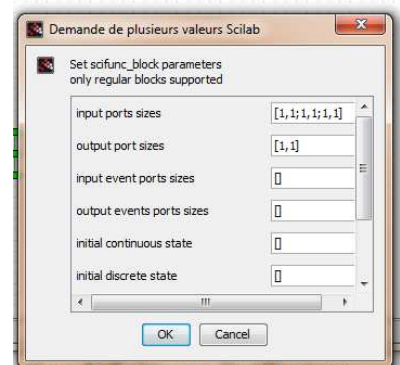 Demande de plusieurs valeurs Scilab
Set scifunc_block parameters
only regular blocks supported
input ports sizes [1,1;1,1;1,1]
output port sizes [1,1]
input event ports sizes []
output events ports sizes []
initial continuous state []
initial discrete state []
OK Cancel